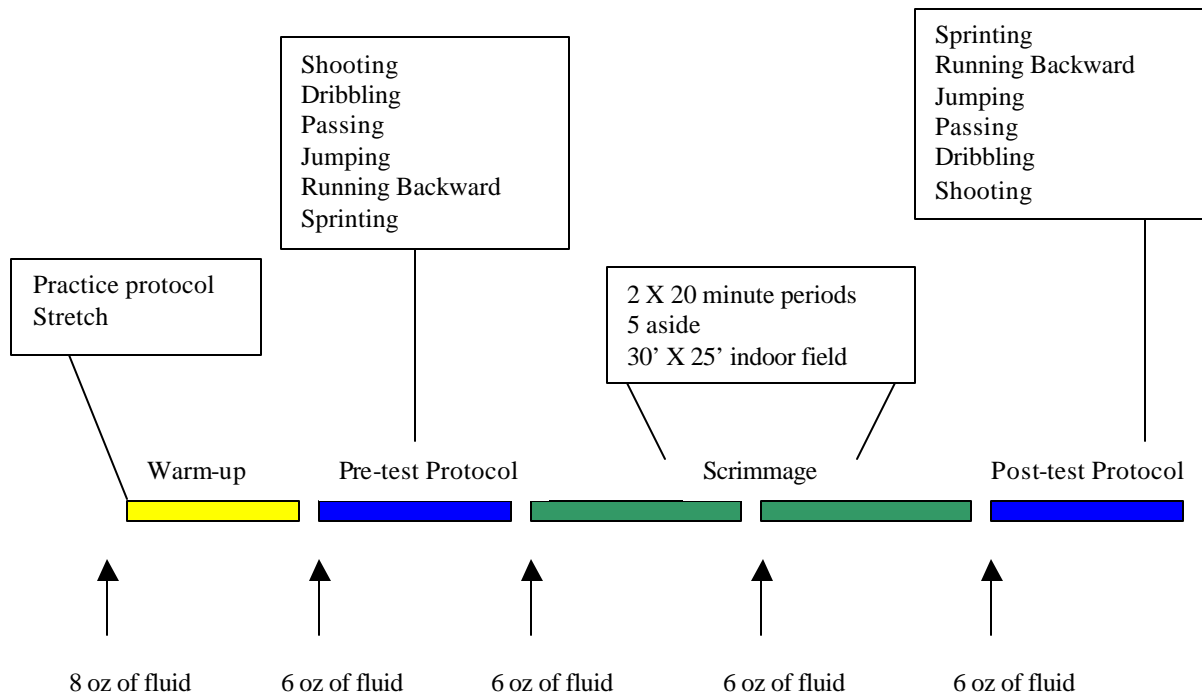 Shooting
Dribbling
Passing
Jumping
Running Backward
Sprinting
Sprinting
Running Backward
Jumping
Passing
Dribbling
Shooting
Practice protocol
Stretch
2 X 20 minute periods
5 aside
30’ X 25’ indoor field
Warm-up
Pre-test Protocol
Scrimmage
Post-test Protocol
8 oz of fluid
6 oz of fluid
6 oz of fluid
6 oz of fluid
6 oz of fluid